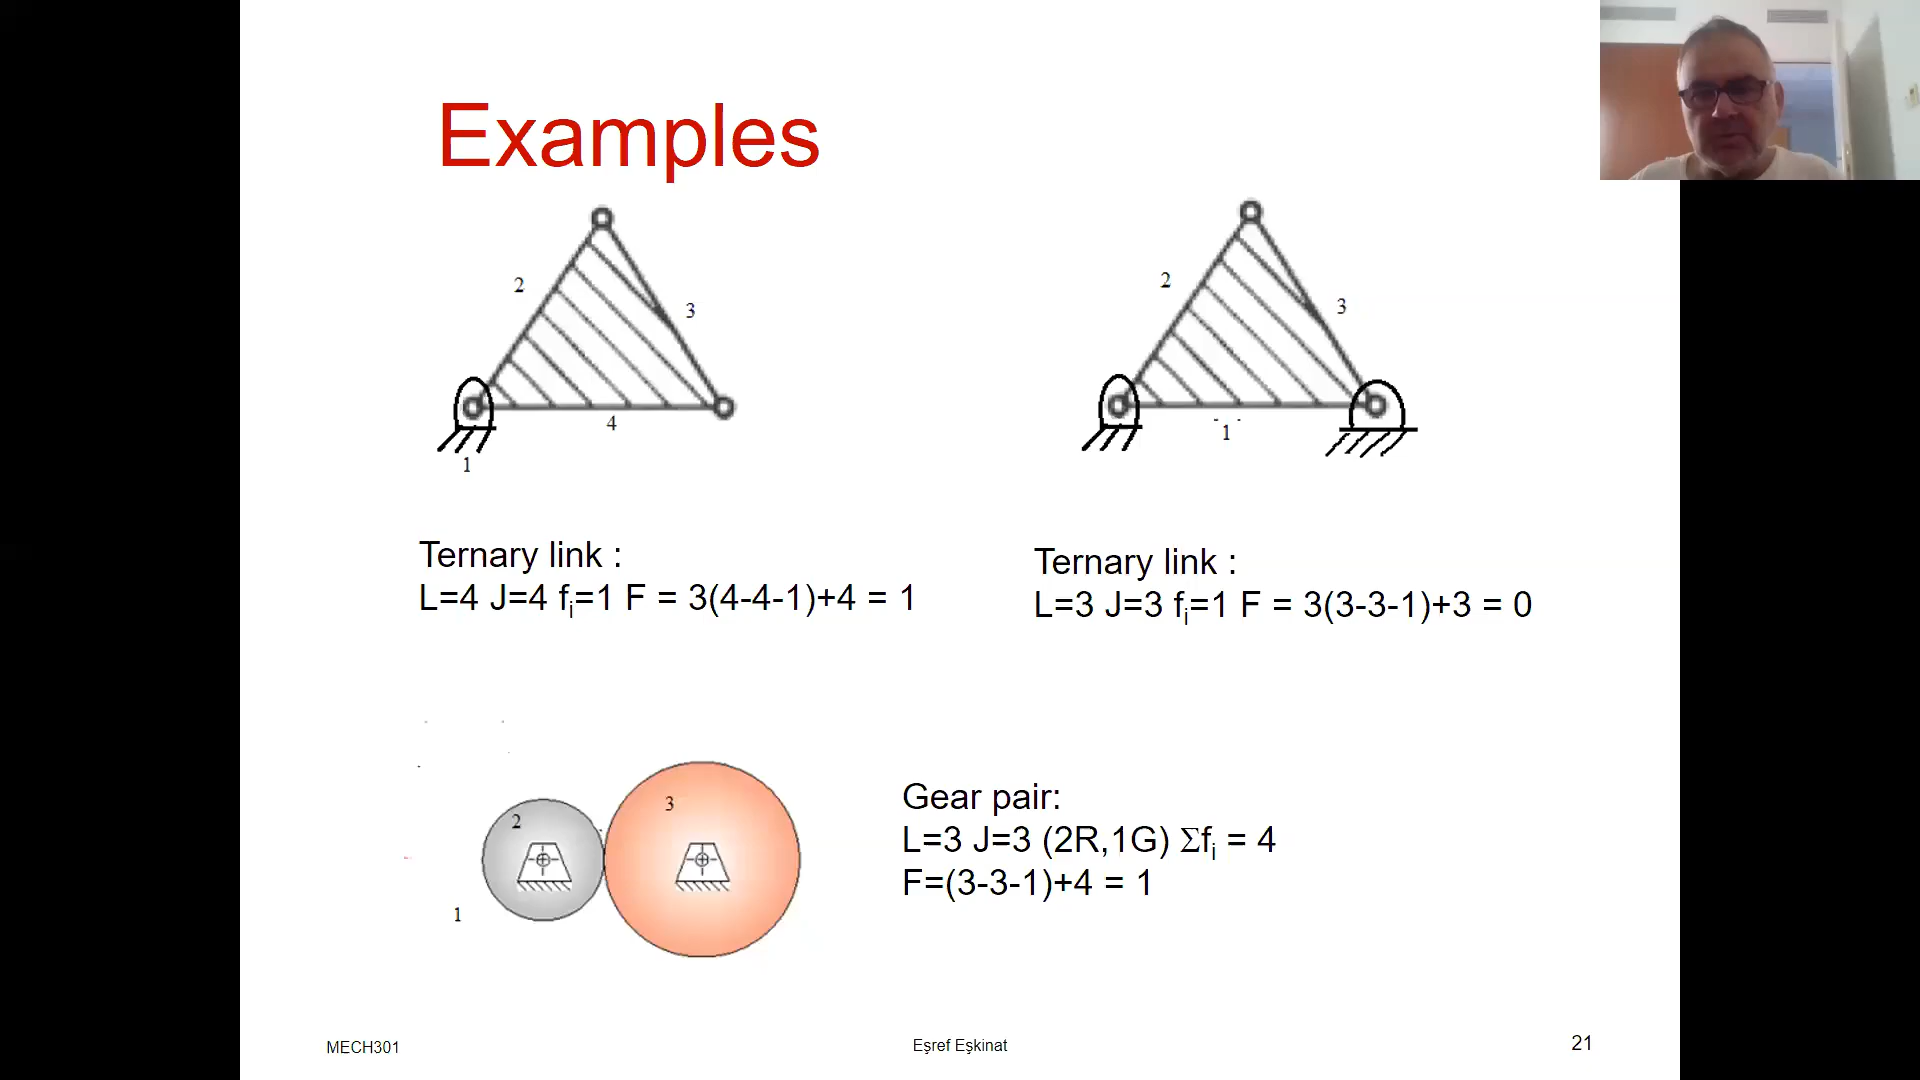 Examples
2
3
4
1
2
3
1
Ternary link :
L=4 J=4 fi=1 F = 3(4-4-1)+4 = 1
Ternary link :
L=3 J=3 fi=1 F = 3(3-3-1)+3 = 0
2
3
1
Gear pair:
L=3 J=3 (2R,1G) Σfi = 4
F=(3-3-1)+4 = 1
MECH301
Eşref Eşkinat
21